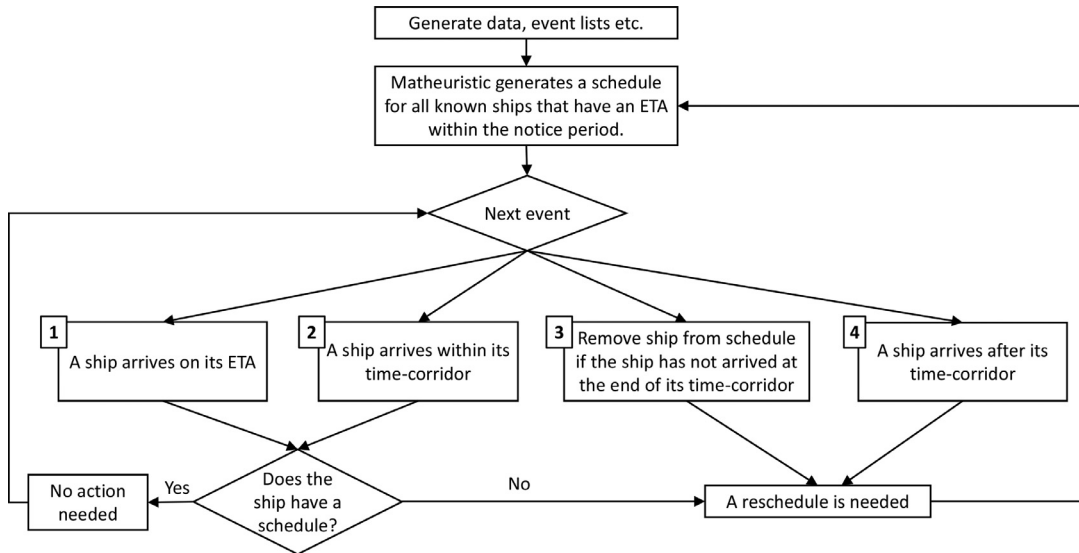 Generate data, event lists etc.
Matheuristic generates a schedule
for all known ships that have an ETA
within the notice period.
Next event
1
A ship arrives on its ETA
2
A ship arrives within its
time-corridor
3
Remove ship from schedule
if the ship has not arrived at
the end of its time-corridor
4
A ship arrives after its
time-corridor
No action
needed
Yes
Does the
ship have a
schedule?
No
A reschedule is needed